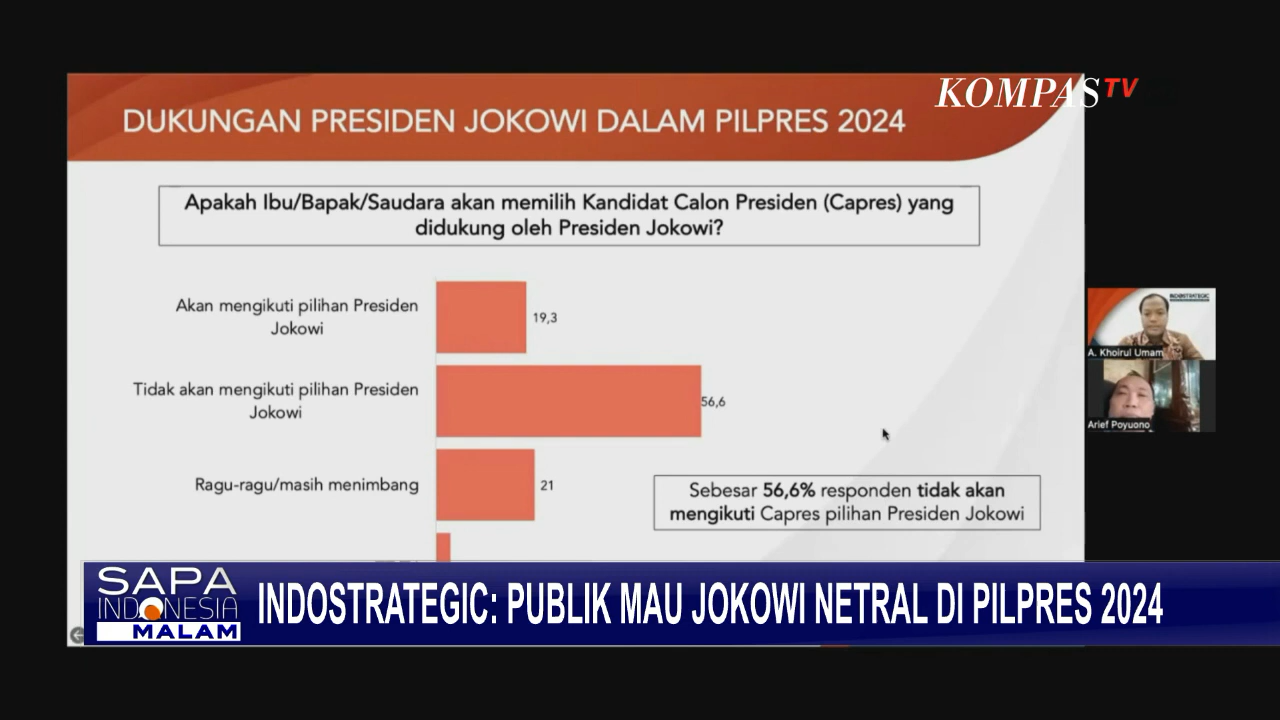 KOMPAS TV
DUKUNGAN PRESIDEN JOKOWI DALAM PILPRES 2024
Apakah Ibu/Bapak/Saudara akan memilih Kandidat Calon Presiden (Capres) yang
didukung oleh Presiden Jokowi?
Akan mengikuti pilihan Presiden
Jokowi
19,3
Tidak akan mengikuti pilihan Presiden
Jokowi
56,6
Ragu-ragu/masih menimbang
21
Sebesar 56,6% responden tidak akan
mengikuti Capres pilihan Presiden Jokowi
INDOSTRATEGIC
A. Khoirul Umam
Arief Poyuono
SAPA
INDONESIA
MALAM
INDOSTRATEGIC: PUBLIK MAU JOKOWI NETRAL DI PILPRES 2024